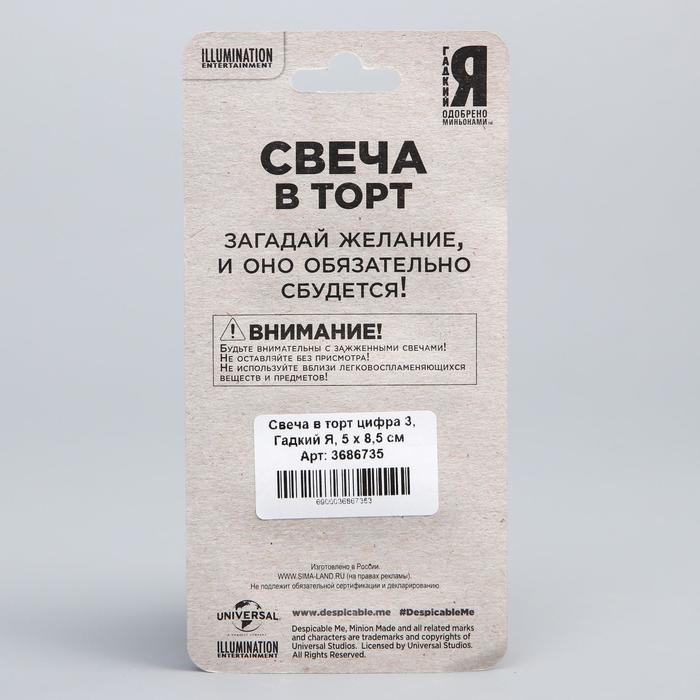 ILLUMINATION
ENTERTAINMENT
ГАДКИЙ Я
ОДОБРЕНО
МИНЬОНАМИ™
СВЕЧА
В ТОРТ
ЗАГАДАЙ ЖЕЛАНИЕ,
И ОНО ОБЯЗАТЕЛЬНО
СБУДЕТСЯ!
ВНИМАНИЕ!
Будьте внимательны с зажженными свечами!
Не оставляйте без присмотра!
Не используйте вблизи легковоспламеняющихся
веществ и предметов!
Свеча в торт цифра 3,
Гадкий Я, 5 х 8,5 см
Арт: 3686735
6900036867353
Изготовлено в России.
WWW.SIMA-LAND.RU (на правах рекламы).
Не подлежит обязательной сертификации и декларированию.
UNIVERSAL
www.despicable.me #DespicableMe
Despicable Me, Minion Made and all related marks
and characters are trademarks and copyrights of
Universal Studios. Licensed by Universal Studios.
All Rights Reserved.
ILLUMINATION
ENTERTAINMENT